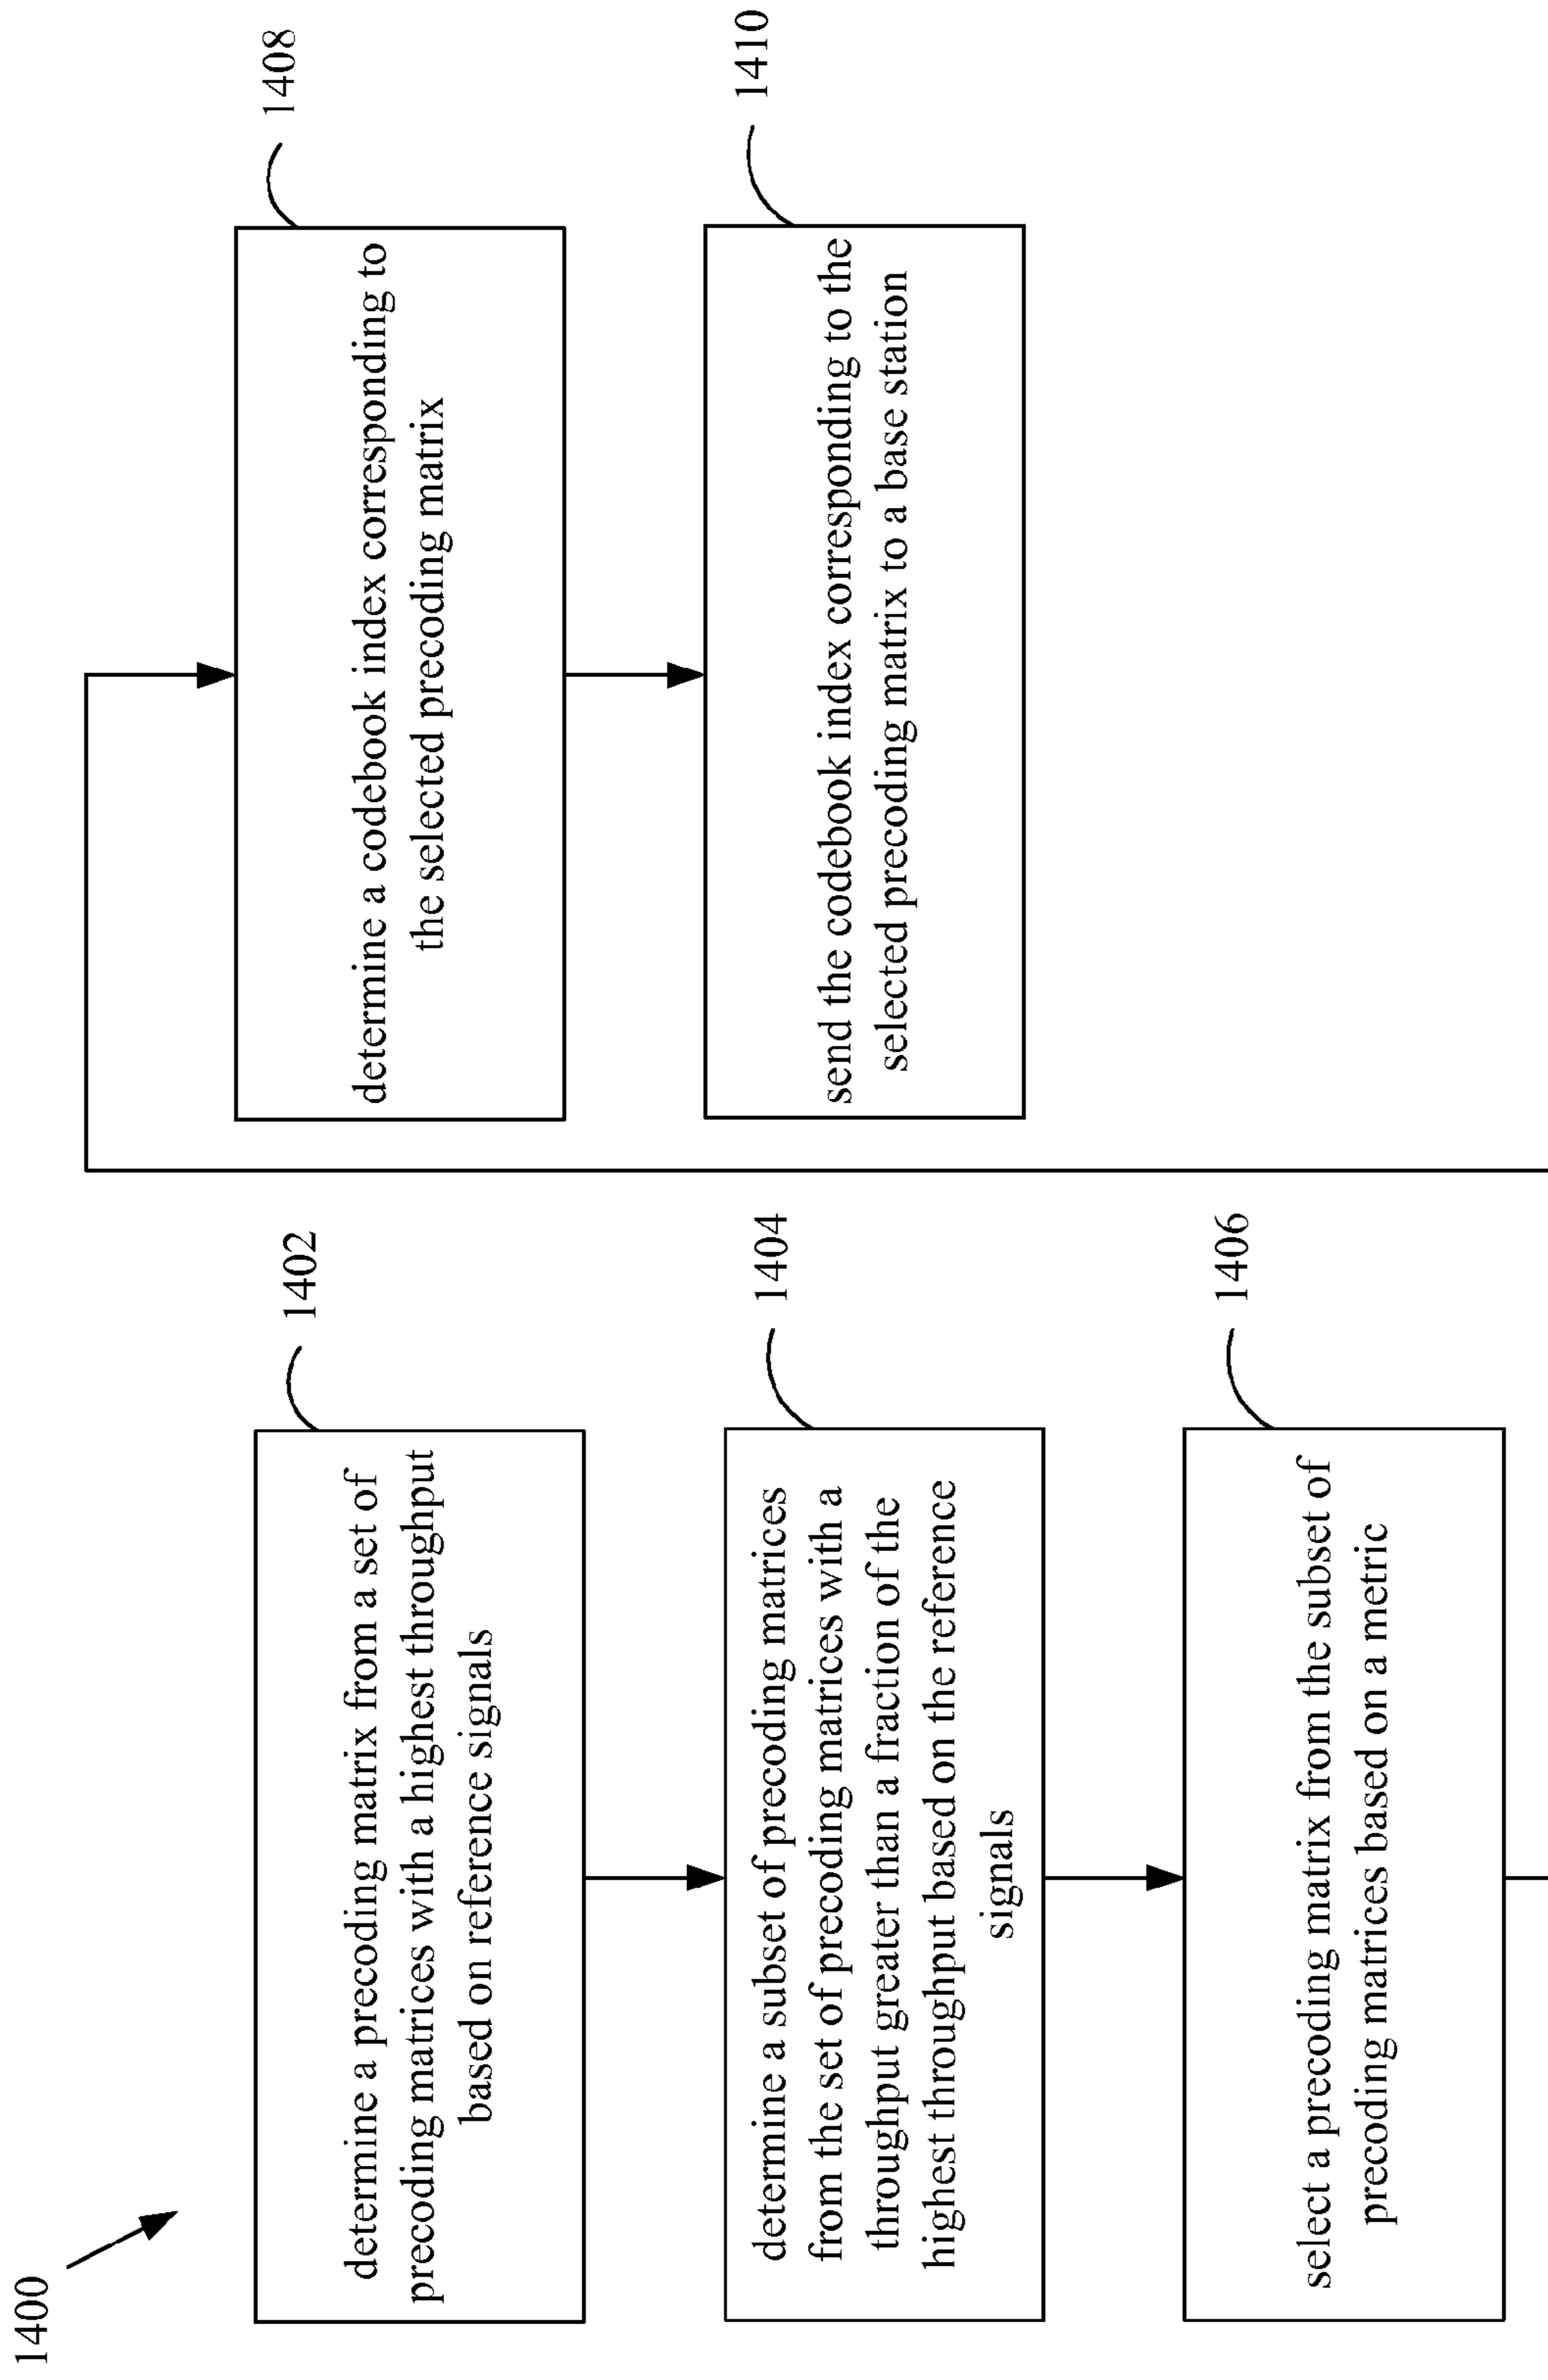 1400
1402
determine a precoding matrix from a set of
precoding matrices with a highest throughput
based on reference signals
1404
determine a subset of precoding matrices
from the set of precoding matrices with a
throughput greater than a fraction of the
highest throughput based on the reference
signals
1406
select a precoding matrix from the subset of
precoding matrices based on a metric
1408
determine a codebook index corresponding to
the selected precoding matrix
1410
send the codebook index corresponding to the
selected precoding matrix to a base station